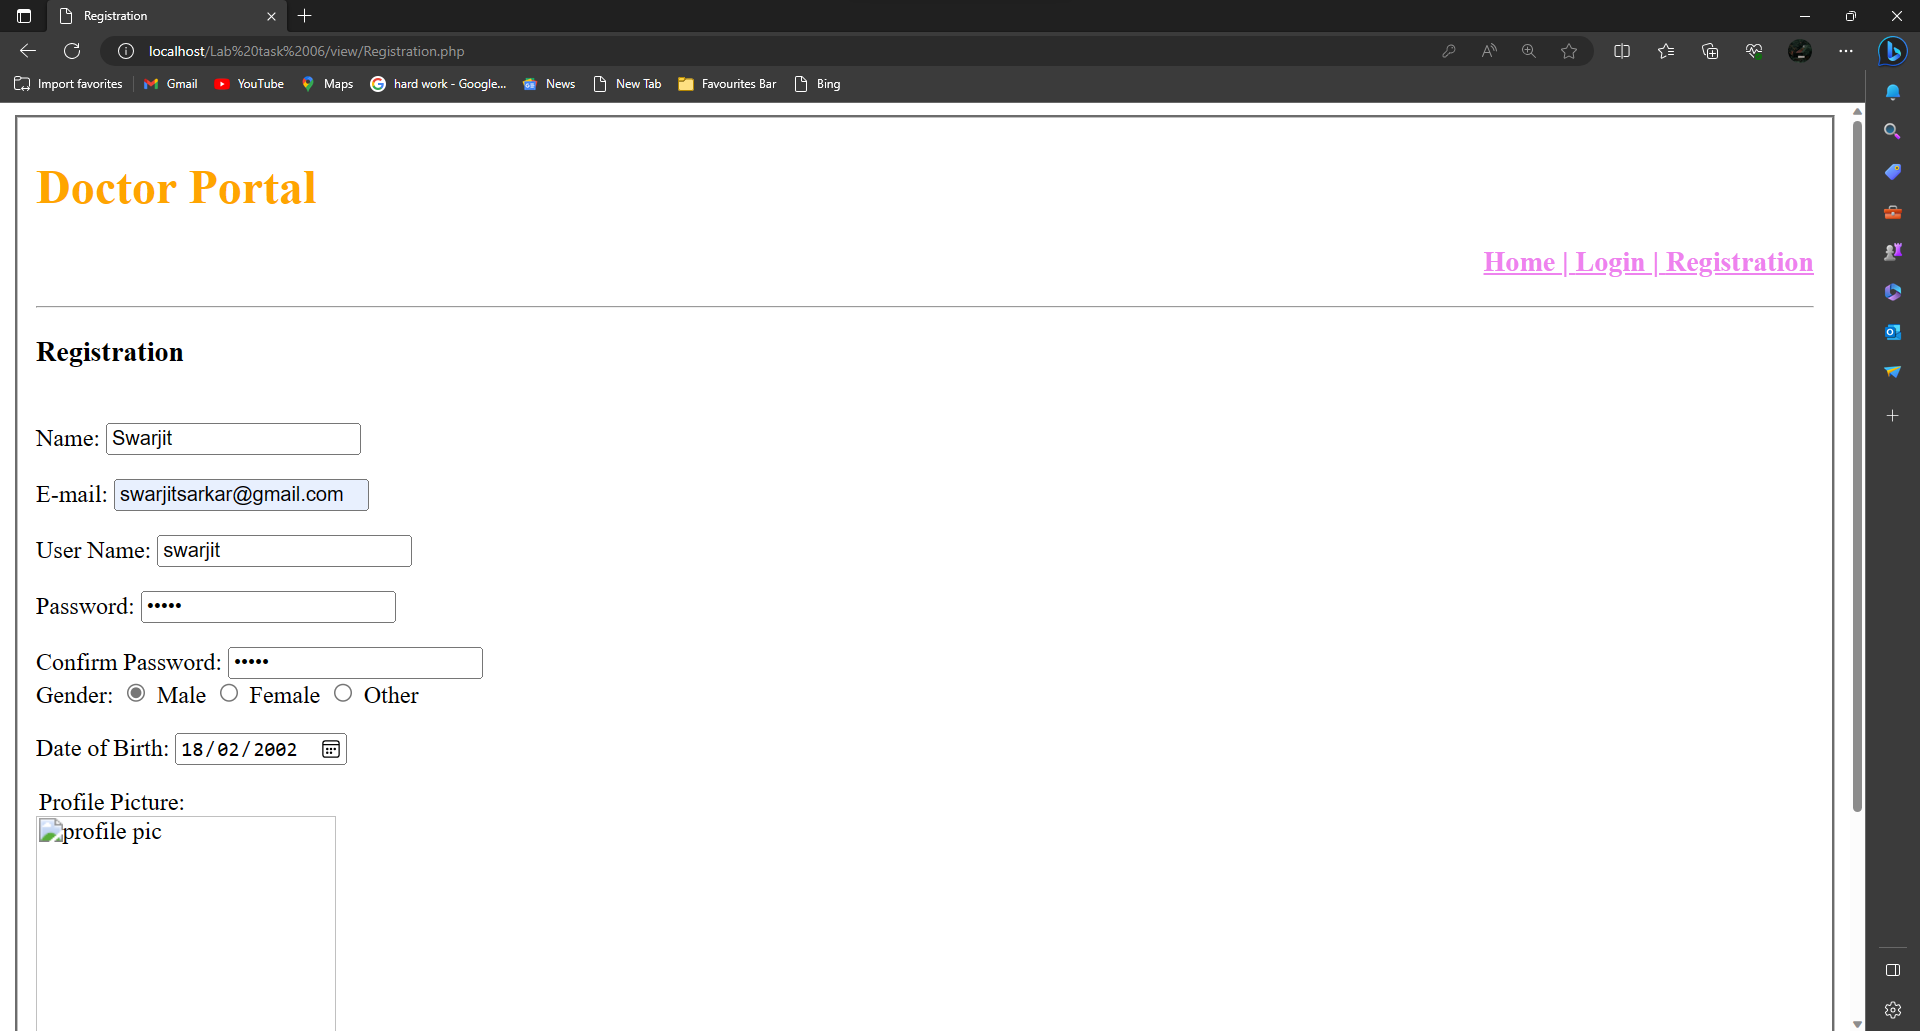 Registration
localhost/Lab%20task%2006/view/Registration.php
Import favorites Gmail YouTube Maps hard work - Google... News New Tab Favourites Bar Bing
Doctor Portal
Home | Login | Registration
Registration
Name: Swarjit
E-mail: swarjitsarkar@gmail.com
User Name: swarjit
Password: •••••
Confirm Password: •••••
Gender: Male Female Other
Date of Birth: 18/02/2002
Profile Picture:
profile pic